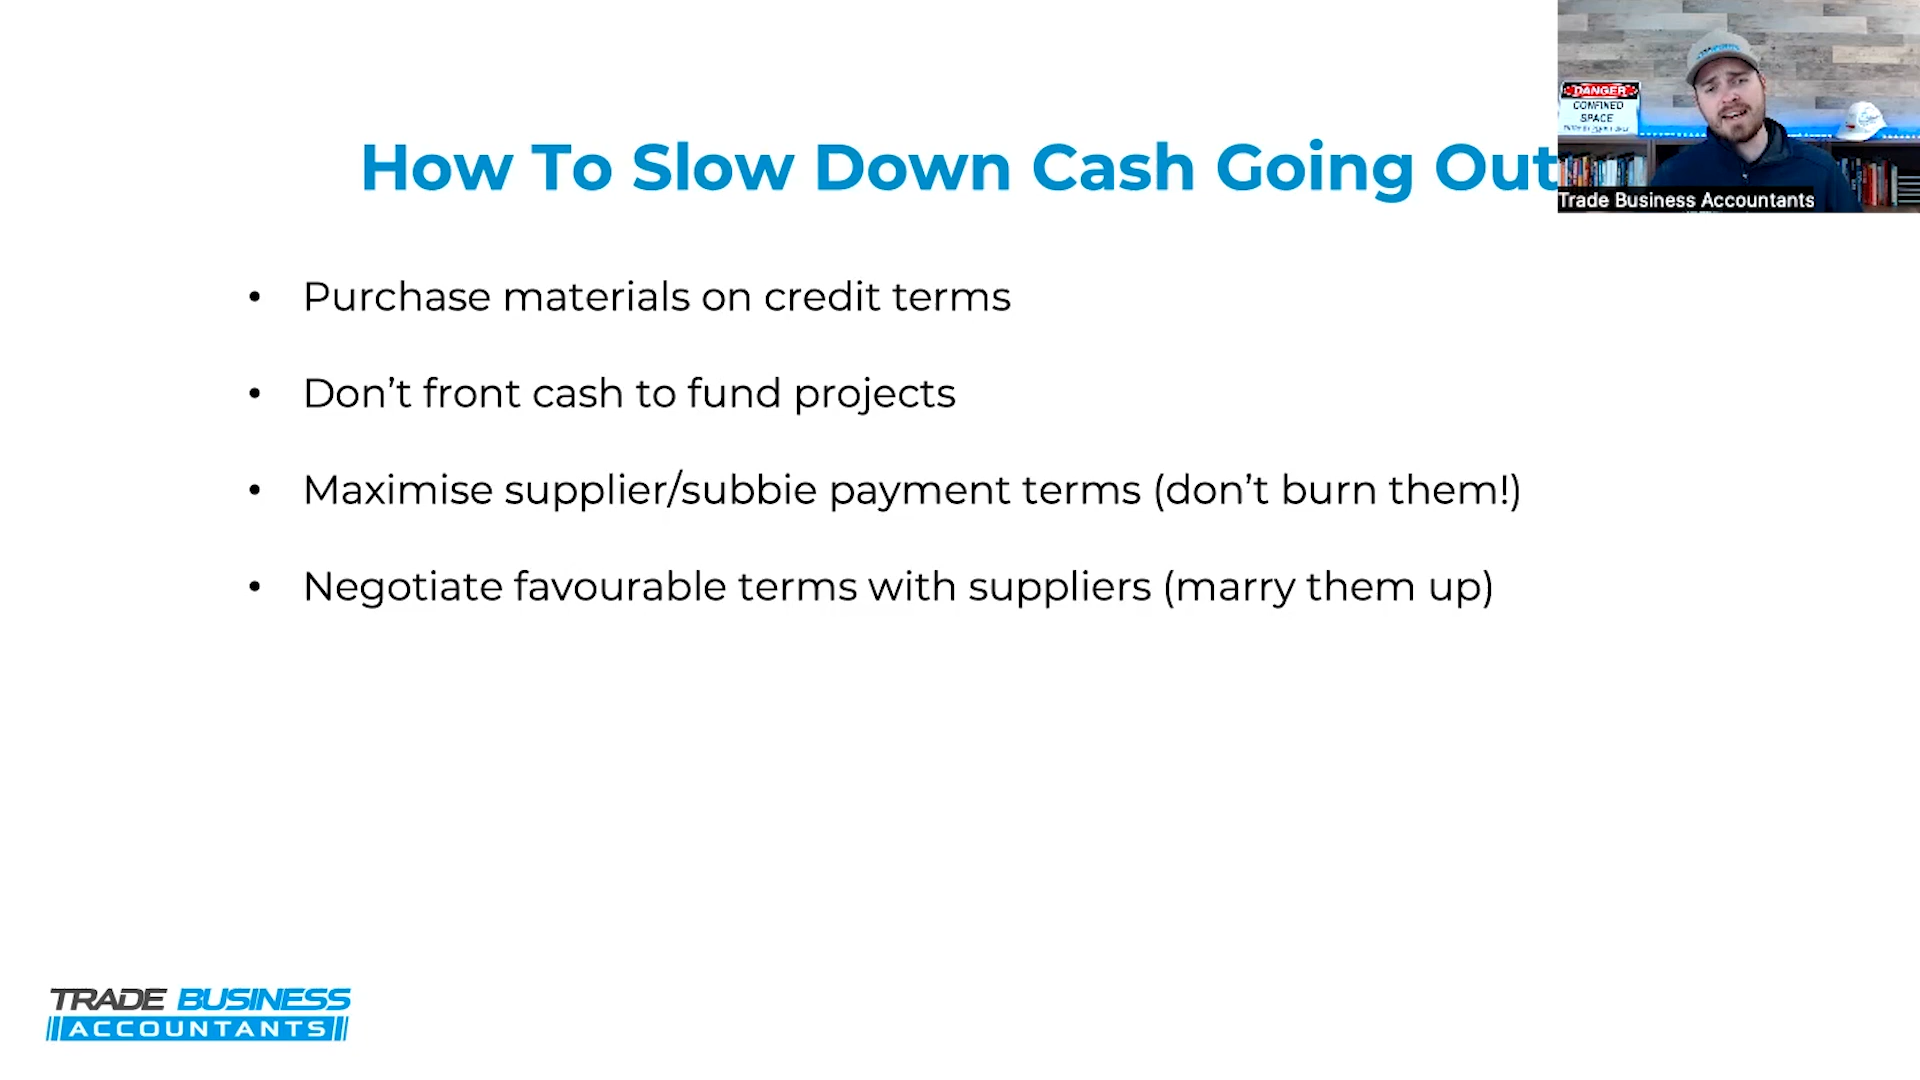 How To Slow Down Cash Going Out
DANGER
CONFINED
SPACE
Trade Business Accountants
• Purchase materials on credit terms
• Don’t front cash to fund projects
• Maximise supplier/subbie payment terms (don’t burn them!)
• Negotiate favourable terms with suppliers (marry them up)
TRADE BUSINESS
ACCOUNTANTS